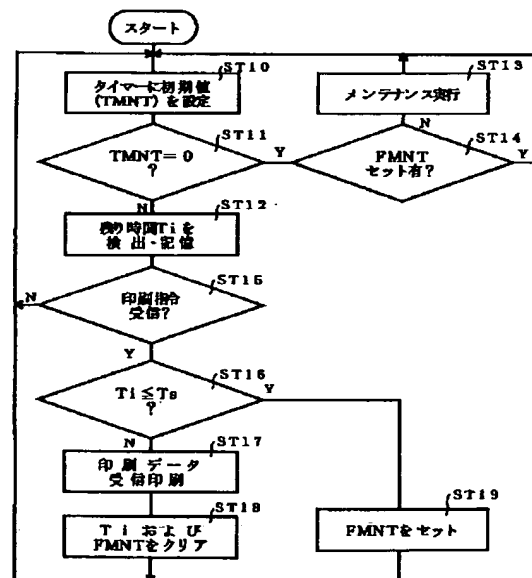 スタート
ST10
タイマーに初期値
(TMNT)を設定
ST13
メンテナンス実行
ST11
TMNT=0
?
Y
N
ST14
FMNT
セット有?
Y
N
ST12
残り時間Tiを
検出・記憶
ST15
印刷指令
受信?
N
Y
ST16
Ti≦Ts
?
Y
N
ST17
印刷データ
受信印刷
ST18
Tiおよび
FMNTをクリア
ST19
FMNTをセット